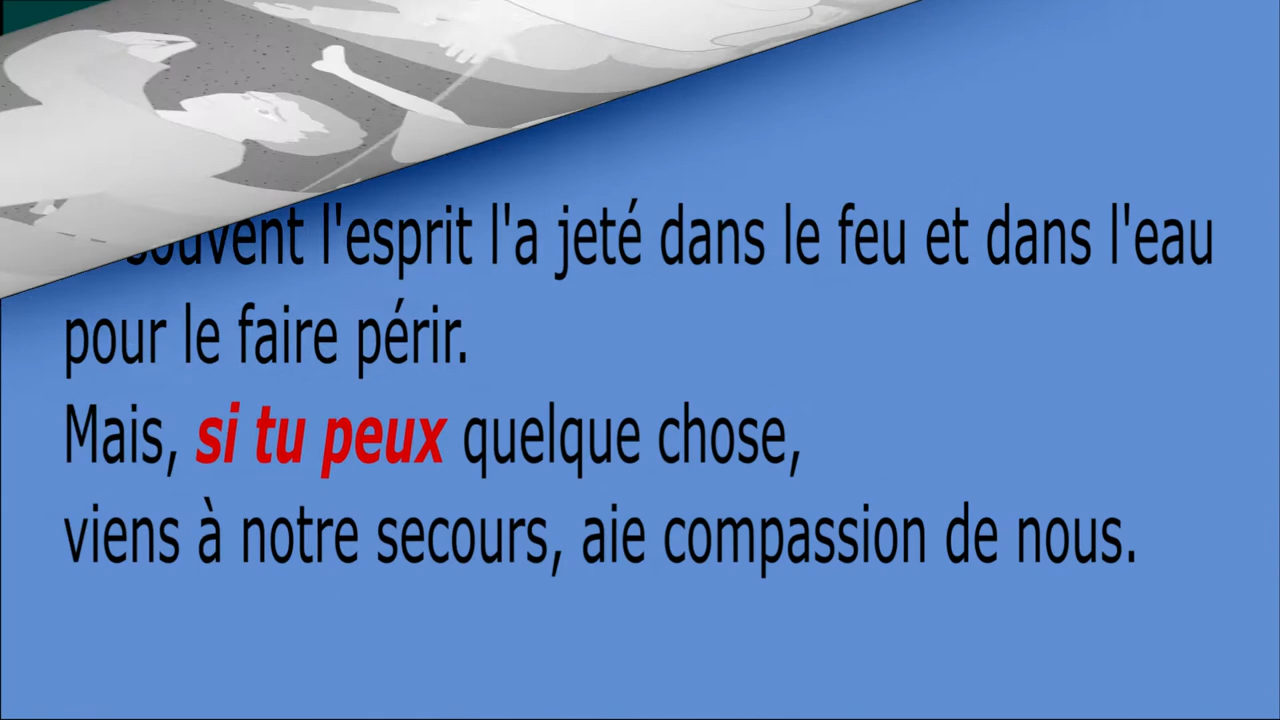 souvent l'esprit l'a jeté dans le feu et dans l'eau
pour le faire périr.
Mais, si tu peux quelque chose,
viens à notre secours, aie compassion de nous.